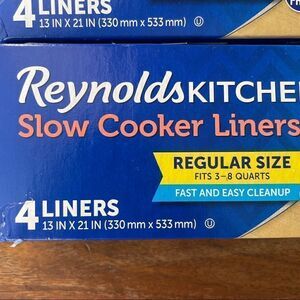 4 LINERS
13 IN X 21 IN (330 mm x 533 mm) U
Reynolds KITCHE
Slow Cooker Liners
REGULAR SIZE
FITS 3-8 QUARTS
FAST AND EASY CLEANUP
4 LINERS
13 IN X 21 IN (330 mm x 533 mm) U